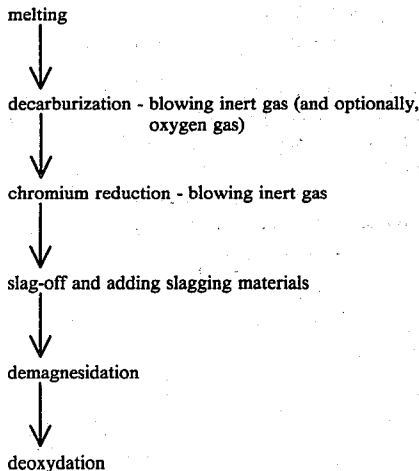 melting
decarburization - blowing inert gas (and optionally,
oxygen gas)
chromium reduction - blowing inert gas
slag-off and adding slagging materials
demagnesidation
deoxydation